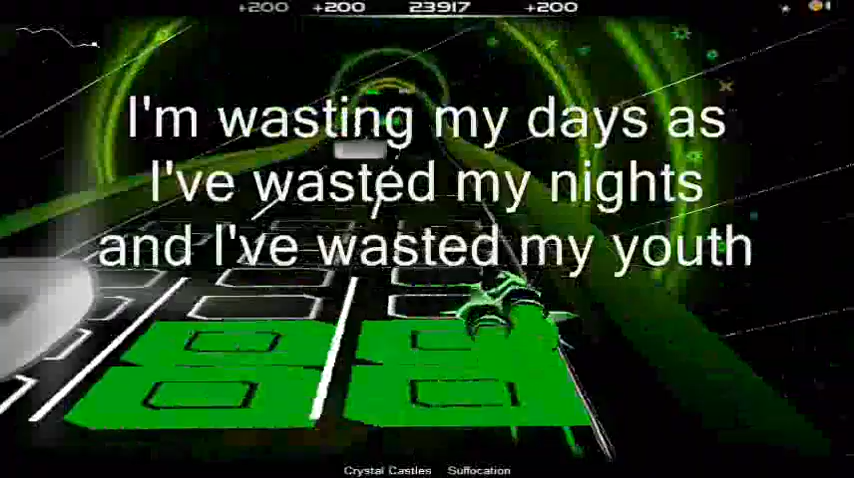 +200 +200 23917 +200
I'm wasting my days as
I've wasted my nights
and I've wasted my youth
Crystal Castles Suffocation